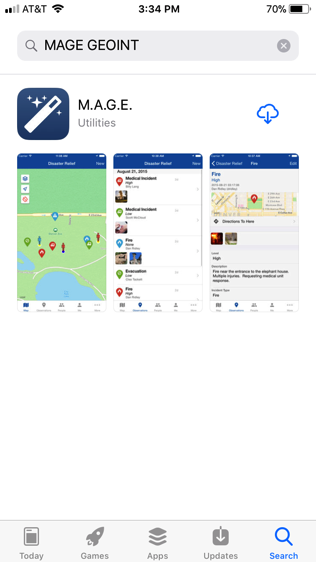 AT&T 3:34 PM 70%
MAGE GEOINT
M.A.G.E.
Utilities
Disaster Relief New
Disaster Relief New
August 21, 2015
Medical Incident
High
Medical Incident
Low
Fire
None
Evacuation
Low
Fire
High
Disaster Relief Fire Edit
Fire
High
Directions To Here
Level
High
Description
Fire near the entrance to the elephant house.
Multiple injuries. Requesting medical unit
response.
Incident Type
Fire
Today Games Apps Updates Search